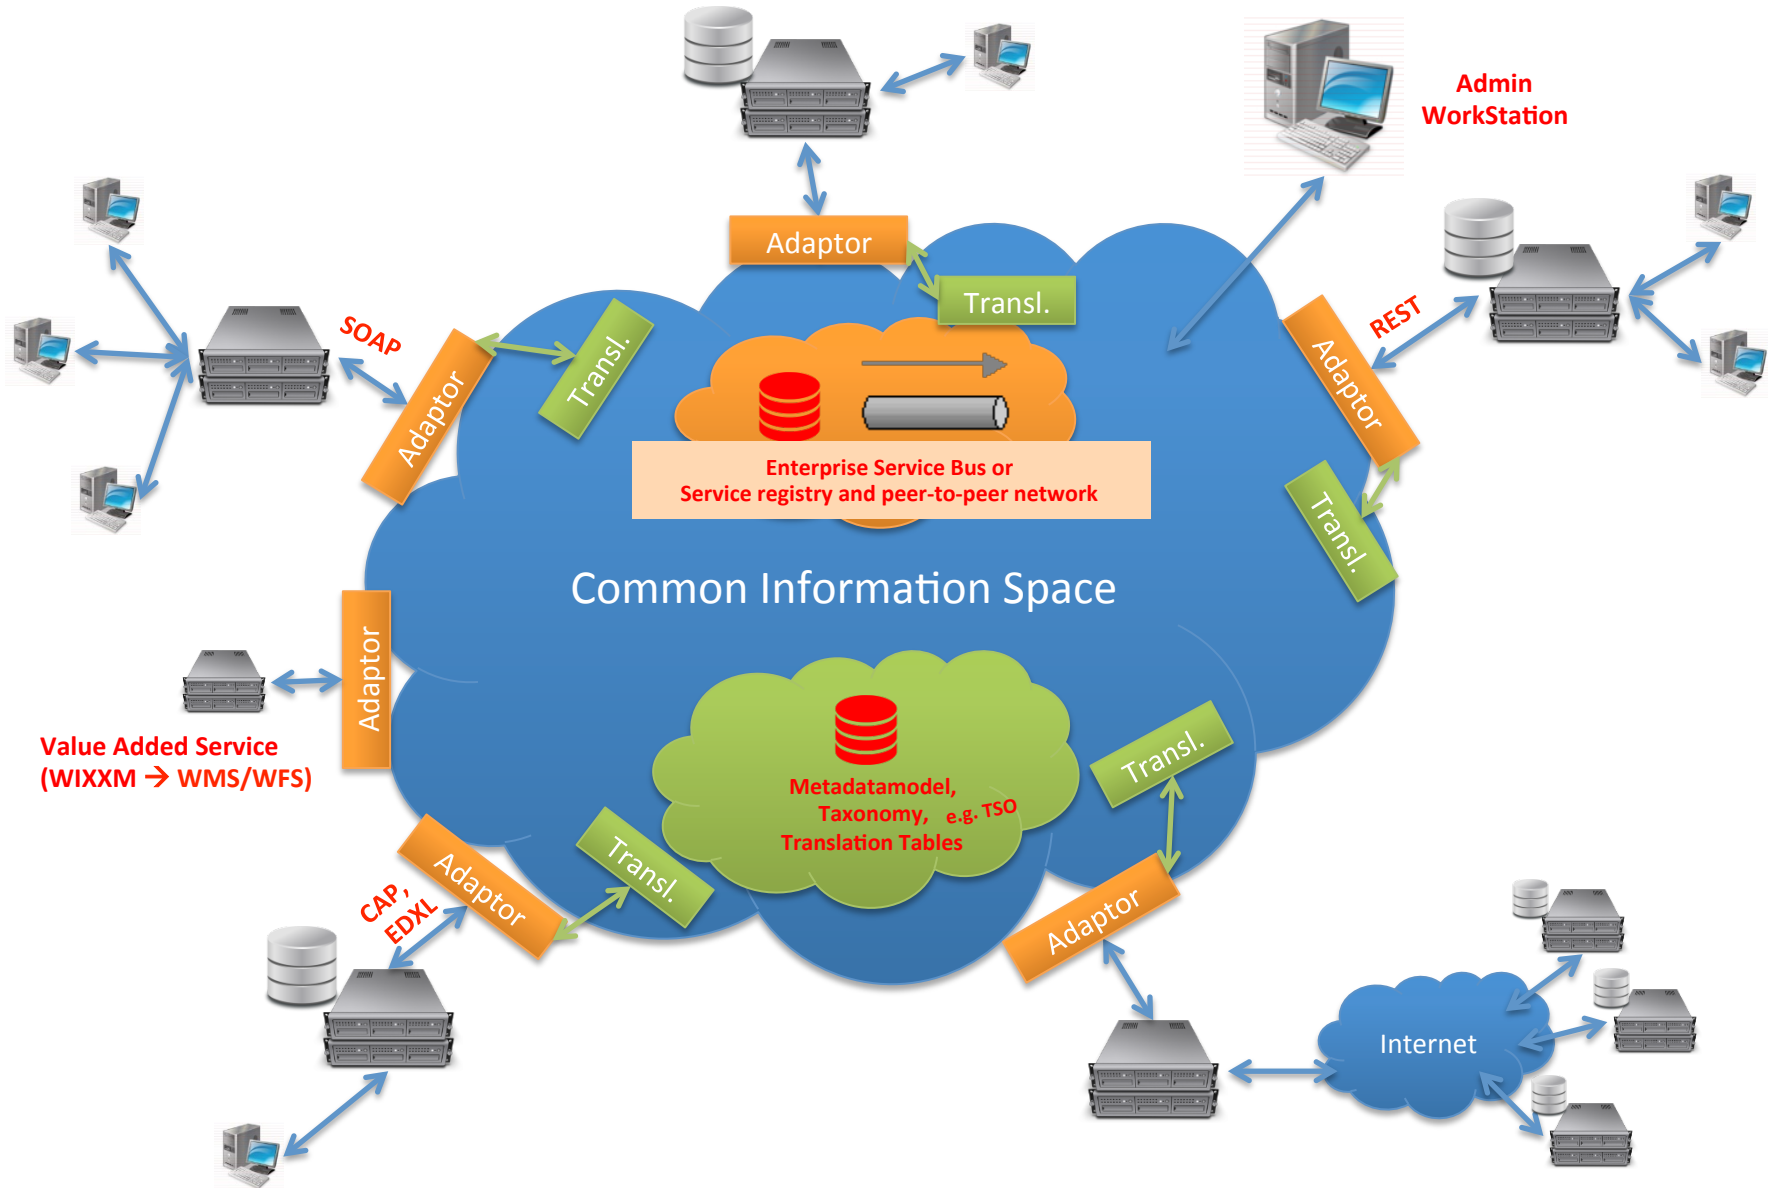 Admin
WorkStation
Adaptor
Transl.
SOAP
Adaptor
Transl.
REST
Adaptor
Transl.
Enterprise Service Bus or
Service registry and peer-to-peer network
Common Information Space
Adaptor
Value Added Service
(WIXXM → WMS/WFS)
Metadatamodel,
Taxonomy, e.g. TSO
Translation Tables
Transl.
Adaptor
Transl.
CAP,
EDXL
Adaptor
Internet